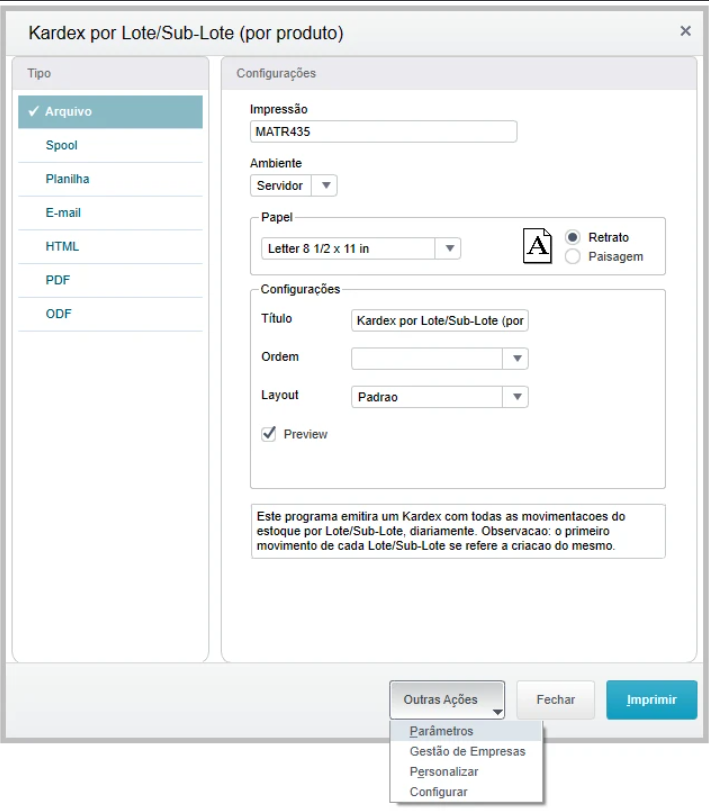 Kardex por Lote/Sub-Lote (por produto)
Tipo
Arquivo
Spool
Planilha
E-mail
HTML
PDF
ODF
Configurações
Impressão
MATR435
Ambiente
Servidor
Papel
Letter 8 1/2 x 11 in
A
Retrato
Paisagem
Configurações
Título
Kardex por Lote/Sub-Lote (por
Ordem
Layout
Padrao
Preview
Este programa emitira um Kardex com todas as movimentacoes do
estoque por Lote/Sub-Lote, diariamente. Observacao: o primeiro
movimento de cada Lote/Sub-Lote se refere a criacao do mesmo.
Outras Ações
Fechar
Imprimir
Parâmetros
Gestão de Empresas
Personalizar
Configurar